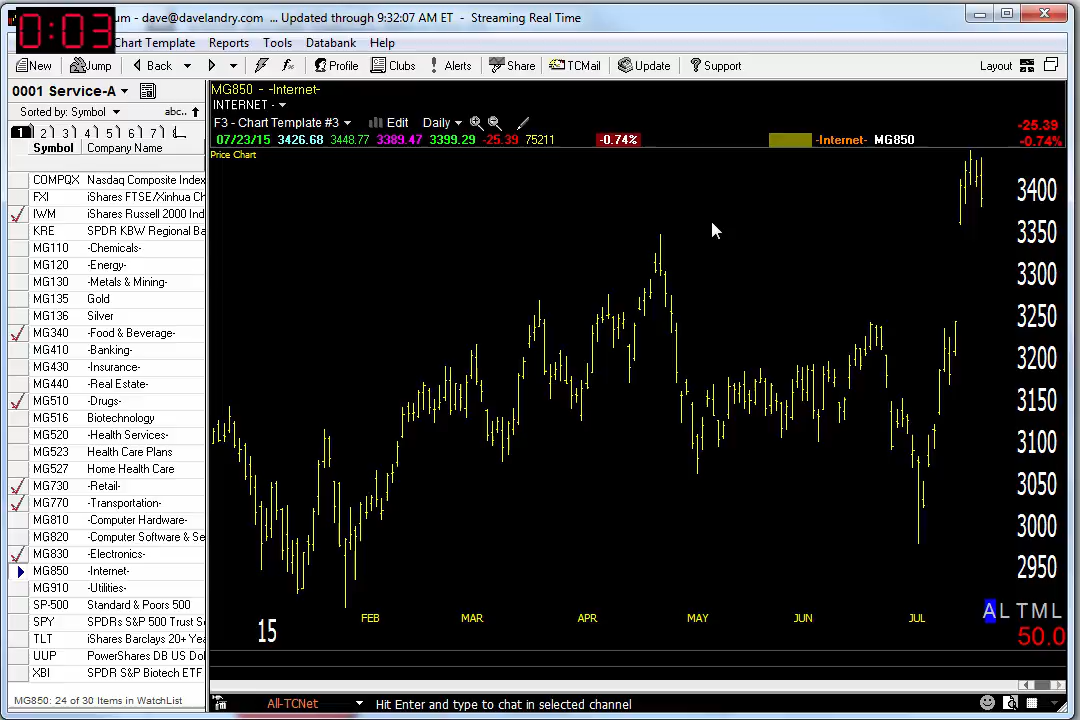 um - dave@davelandry.com ... Updated through 9:32:07 AM ET - Streaming Real Time
0:03
Chart Template Reports Tools Databank Help
New Jump Back Profile Clubs Alerts Share TCMail Update Support Layout
0001 Service-A
Sorted by: Symbol abc..
1 2 3 4 5 6 7
Symbol Company Name
COMPQX Nasdaq Composite Index
FXI iShares FTSE/Xinhua Ch
IWM iShares Russell 2000 Ind
KRE SPDR KBW Regional Ba
MG110 -Chemicals-
MG120 -Energy-
MG130 -Metals & Mining-
MG135 Gold
MG136 Silver
MG340 -Food & Beverage-
MG410 -Banking-
MG430 -Insurance-
MG440 -Real Estate-
MG510 -Drugs-
MG516 Biotechnology
MG520 -Health Services-
MG523 Health Care Plans
MG527 Home Health Care
MG730 -Retail-
MG770 -Transportation-
MG810 -Computer Hardware-
MG820 -Computer Software & Se
MG830 -Electronics-
MG850 -Internet-
MG910 -Utilities-
SP-500 Standard & Poors 500
SPY SPDRs S&P 500 Trust Se
TLT iShares Barclays 20+ Yea
UUP PowerShares DB US Dol
XBI SPDR S&P Biotech ETF
MG850: 24 of 30 Items in WatchList
MG850 - -Internet-
INTERNET -
F3 - Chart Template #3 Edit Daily
07/23/15 3426.68 3448.77 3389.47 3399.29 -25.39 75211 -0.74% -Internet- MG850
-25.39
-0.74%
Price Chart
3400
3350
3300
3250
3200
3150
3100
3050
3000
2950
A L T M L
50.0
15 FEB MAR APR MAY JUN JUL
All-TCNet Hit Enter and type to chat in selected channel